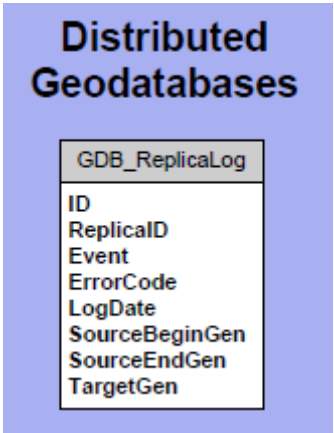 Distributed
Geodatabases
GDB_ReplicaLog
ID
ReplicaID
Event
ErrorCode
LogDate
SourceBeginGen
SourceEndGen
TargetGen